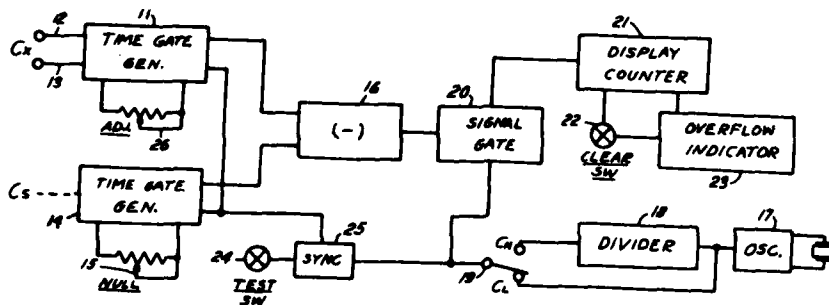 11
12
Cx
13
TIME GATE
GEN.
ADJ.
26
16
(-)
20
SIGNAL
GATE
21
DISPLAY
COUNTER
22
CLEAR
SW
OVERFLOW
INDICATOR
23
Cs
TIME GATE
GEN.
14
15
NULL
24
TEST
SW
25
SYNC
19
CH
CL
18
DIVIDER
17
OSC.